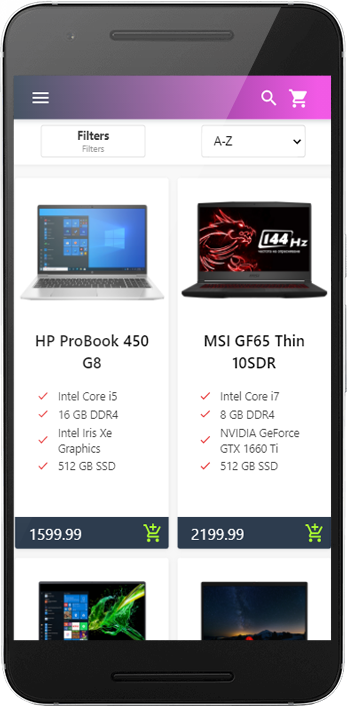 Filters
Filters
A-Z
144Hz
HP ProBook 450
G8
Intel Core i5
16 GB DDR4
Intel Iris Xe
Graphics
512 GB SSD
MSI GF65 Thin
10SDR
Intel Core i7
8 GB DDR4
NVIDIA GeForce
GTX 1660 Ti
512 GB SSD
1599.99
2199.99